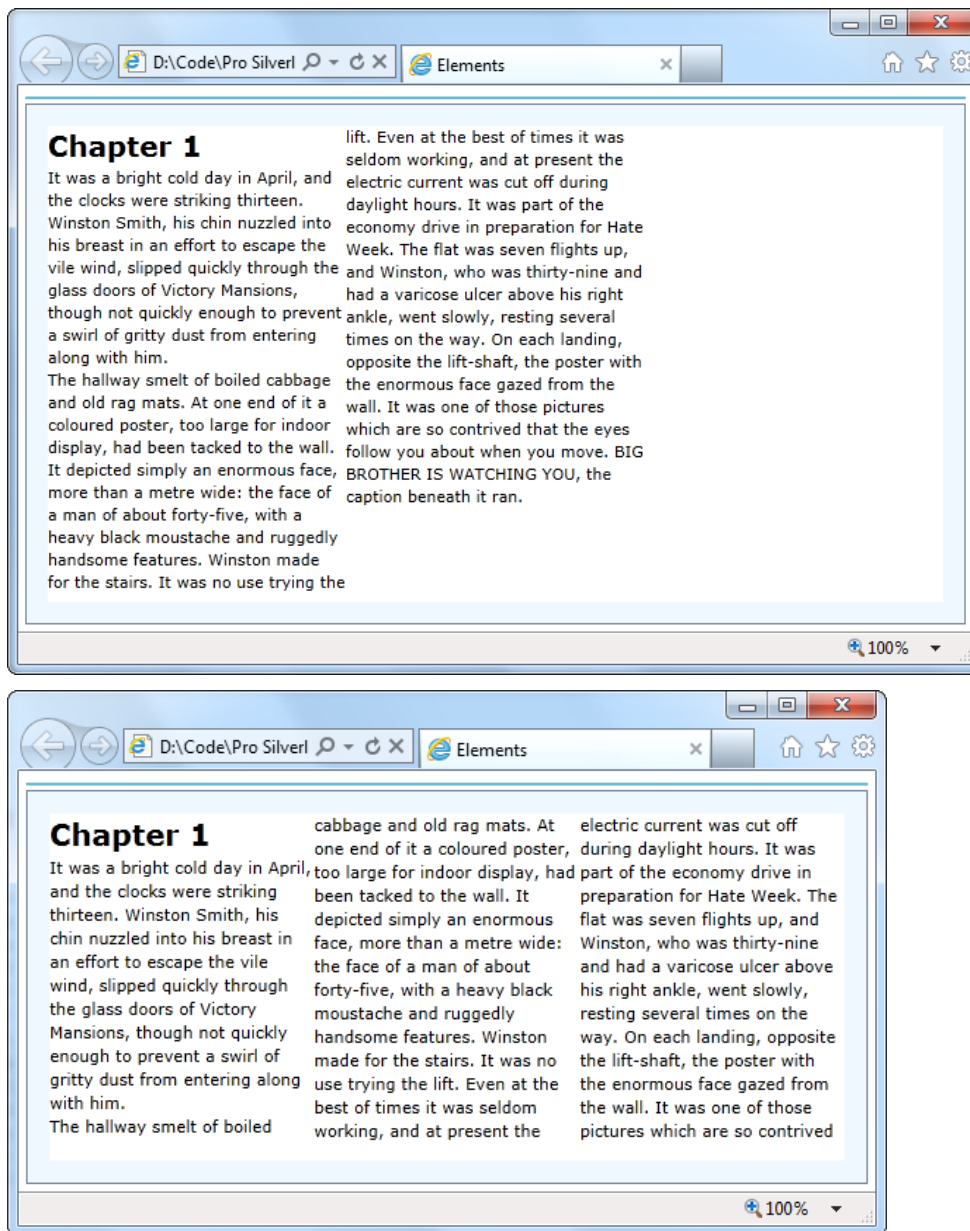 D:\Code\Pro Silverl
Elements
Chapter 1
It was a bright cold day in April, and
the clocks were striking thirteen.
Winston Smith, his chin nuzzled into
his breast in an effort to escape the
vile wind, slipped quickly through the
glass doors of Victory Mansions,
though not quickly enough to prevent
a swirl of gritty dust from entering
along with him.
The hallway smelt of boiled cabbage
and old rag mats. At one end of it a
coloured poster, too large for indoor
display, had been tacked to the wall.
It depicted simply an enormous face,
more than a metre wide: the face of
a man of about forty-five, with a
heavy black moustache and ruggedly
handsome features. Winston made
for the stairs. It was no use trying the
lift. Even at the best of times it was
seldom working, and at present the
electric current was cut off during
daylight hours. It was part of the
economy drive in preparation for Hate
Week. The flat was seven flights up,
and Winston, who was thirty-nine and
had a varicose ulcer above his right
ankle, went slowly, resting several
times on the way. On each landing,
opposite the lift-shaft, the poster with
the enormous face gazed from the
wall. It was one of those pictures
which are so contrived that the eyes
follow you about when you move. BIG
BROTHER IS WATCHING YOU, the
caption beneath it ran.
100%
D:\Code\Pro Silverl
Elements
Chapter 1
It was a bright cold day in April,
and the clocks were striking
thirteen. Winston Smith, his
chin nuzzled into his breast in
an effort to escape the vile
wind, slipped quickly through
the glass doors of Victory
Mansions, though not quickly
enough to prevent a swirl of
gritty dust from entering along
with him.
The hallway smelt of boiled
cabbage and old rag mats. At
one end of it a coloured poster,
too large for indoor display, had
been tacked to the wall. It
depicted simply an enormous
face, more than a metre wide:
the face of a man of about
forty-five, with a heavy black
moustache and ruggedly
handsome features. Winston
made for the stairs. It was no
use trying the lift. Even at the
best of times it was seldom
working, and at present the
electric current was cut off
during daylight hours. It was
part of the economy drive in
preparation for Hate Week. The
flat was seven flights up, and
Winston, who was thirty-nine
and had a varicose ulcer above
his right ankle, went slowly,
resting several times on the
way. On each landing, opposite
the lift-shaft, the poster with
the enormous face gazed from
the wall. It was one of those
pictures which are so contrived
100%